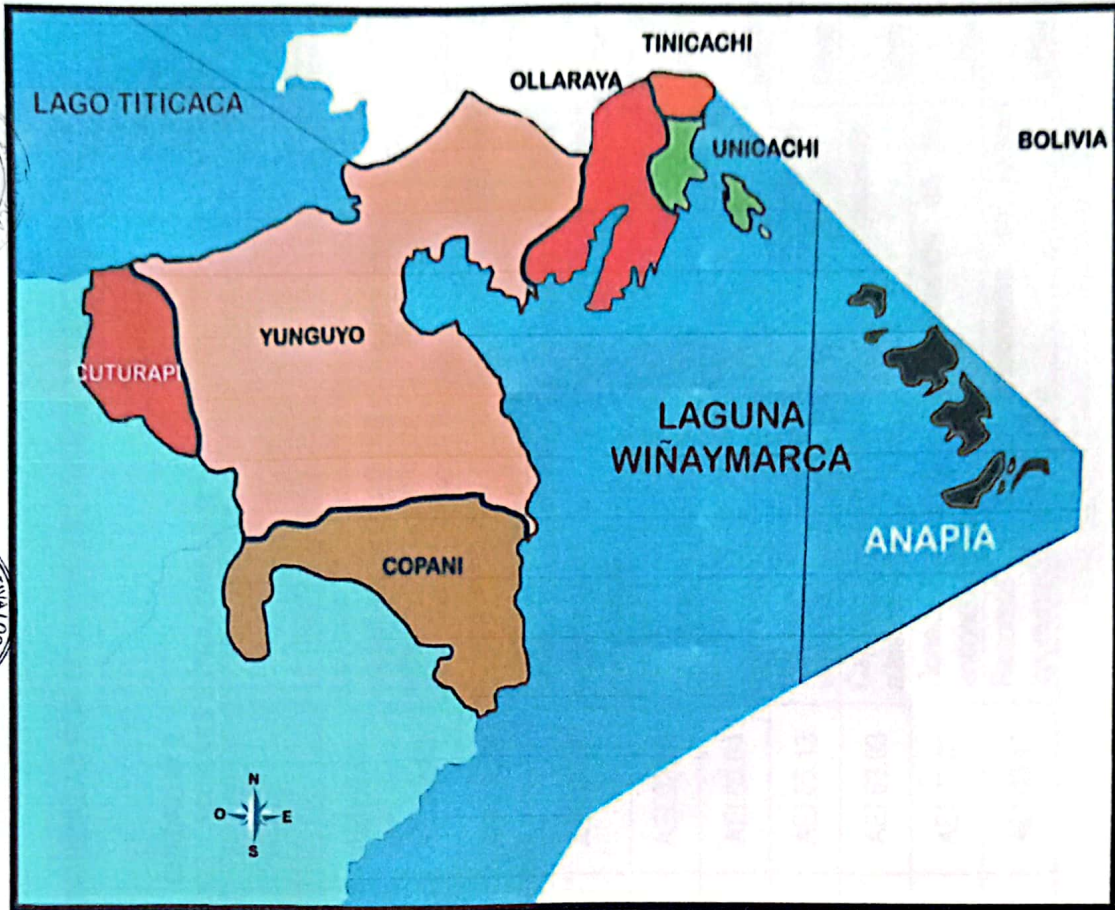 TINICACHI
OLLARAYA
LAGO TITICACA
BOLIVIA
UNICACHI
YUNGUYO
CUTURAPI
LAGUNA
WIÑAYMARCA
ANAPIA
COPANI
N
O
E
S